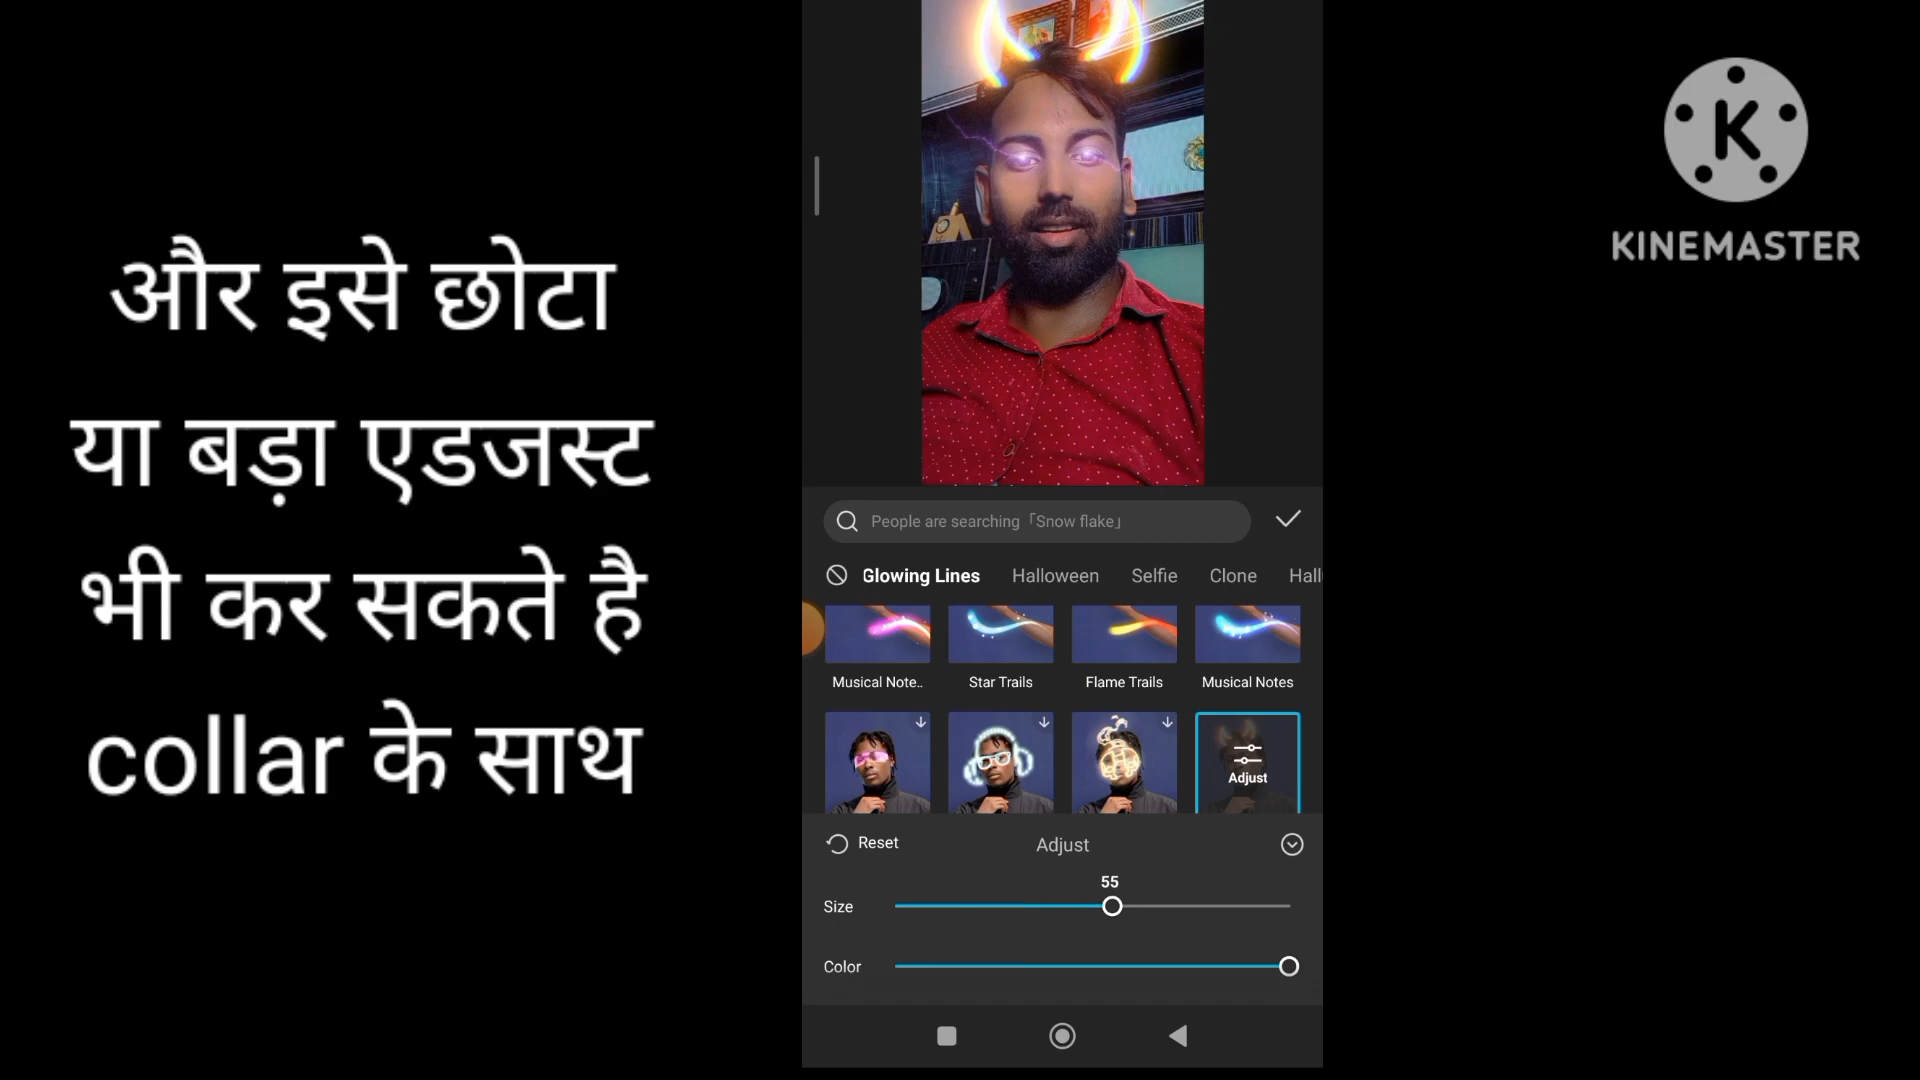 और इसे छोटा
या बड़ा एडजस्ट
भी कर सकते है
collar के साथ
KINEMASTER
People are searching「Snow flake」
Glowing Lines Halloween Selfie Clone Hall
Musical Note.. Star Trails Flame Trails Musical Notes
Adjust
Reset Adjust
55
Size
Color